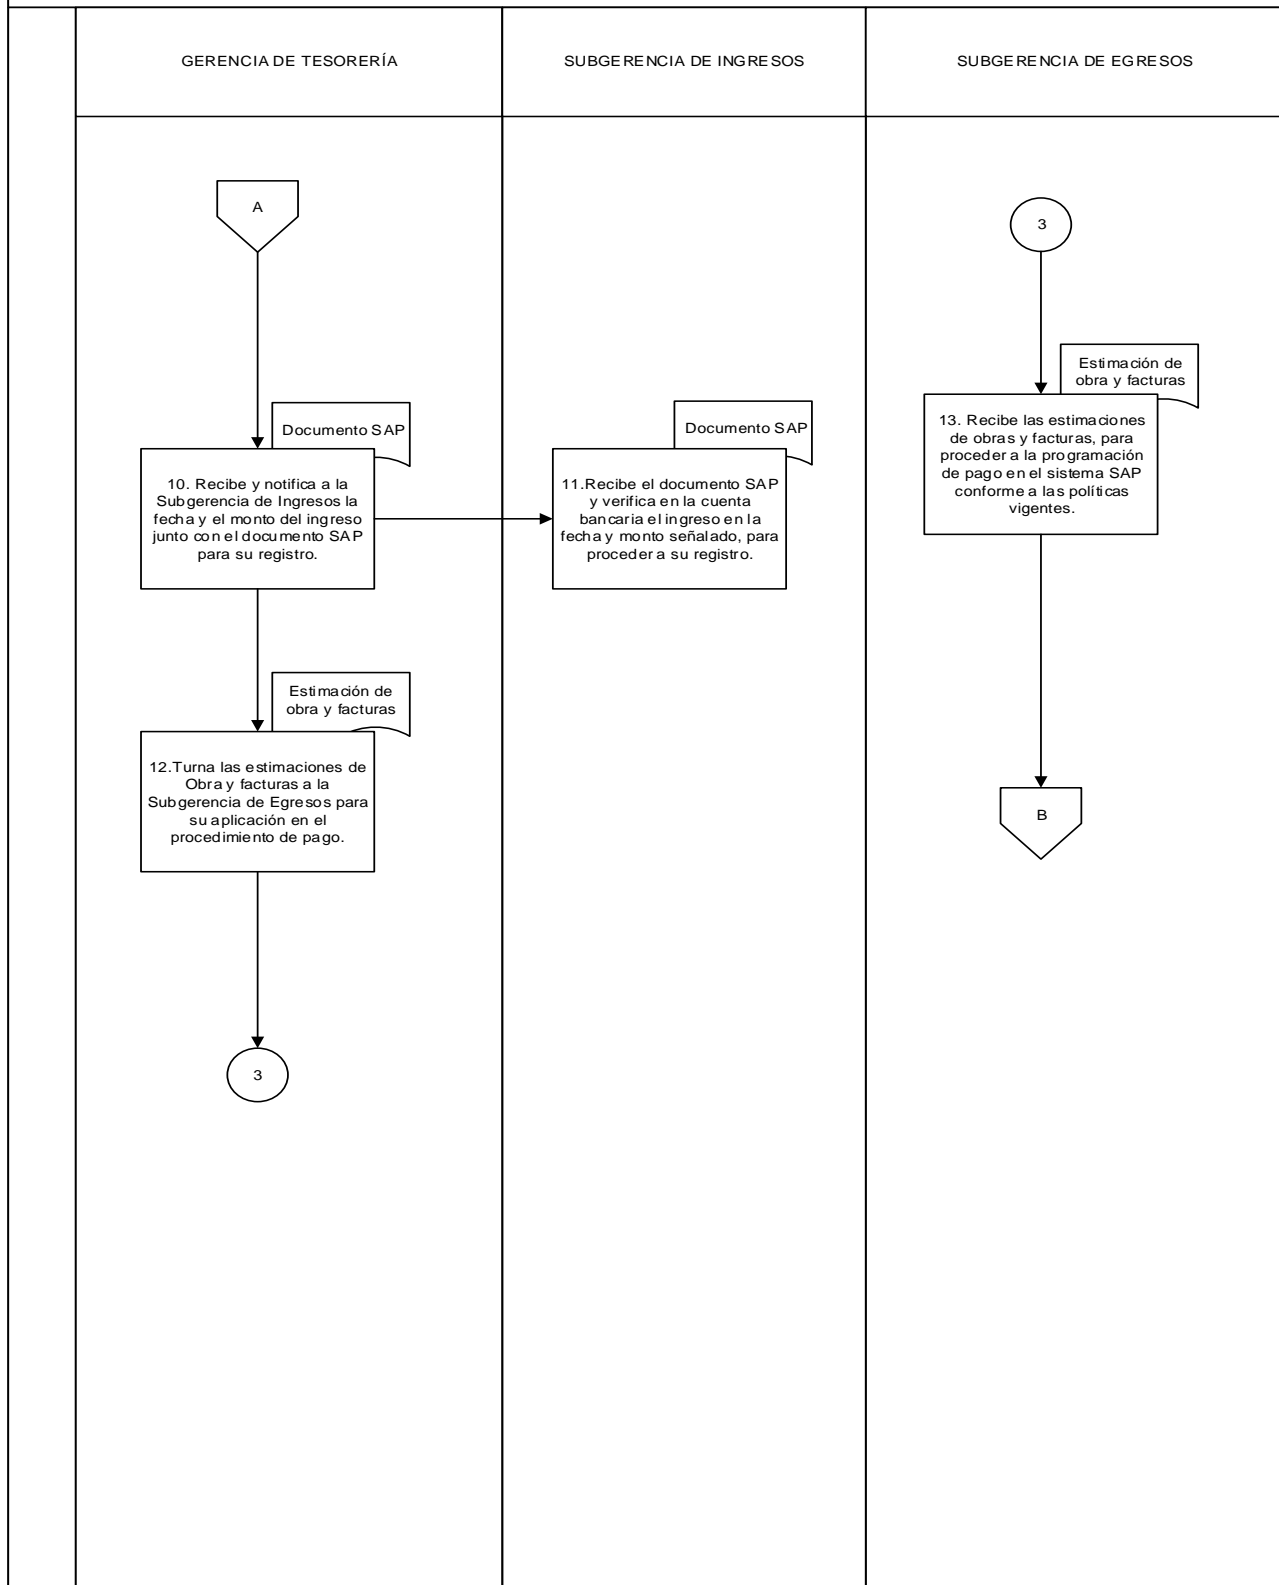 GERENCIA DE TESORERÍA
SUBGERENCIA DE INGRESOS
SUBGERENCIA DE EGRESOS
A
Documento SAP
10. Recibe y notifica a la
Subgerencia de Ingresos la
fecha y el monto del ingreso
junto con el documento SAP
para su registro.
Estimación de
obra y facturas
12.Turna las estimaciones de
Obra y facturas a la
Subgerencia de Egresos para
su aplicación en el
procedimiento de pago.
3
Documento SAP
11.Recibe el documento SAP
y verifica en la cuenta
bancaria el ingreso en la
fecha y monto señalado, para
proceder a su registro.
3
Estimación de
obra y facturas
13. Recibe las estimaciones
de obras y facturas, para
proceder a la programación
de pago en el sistema SAP
conforme a las políticas
vigentes.
B